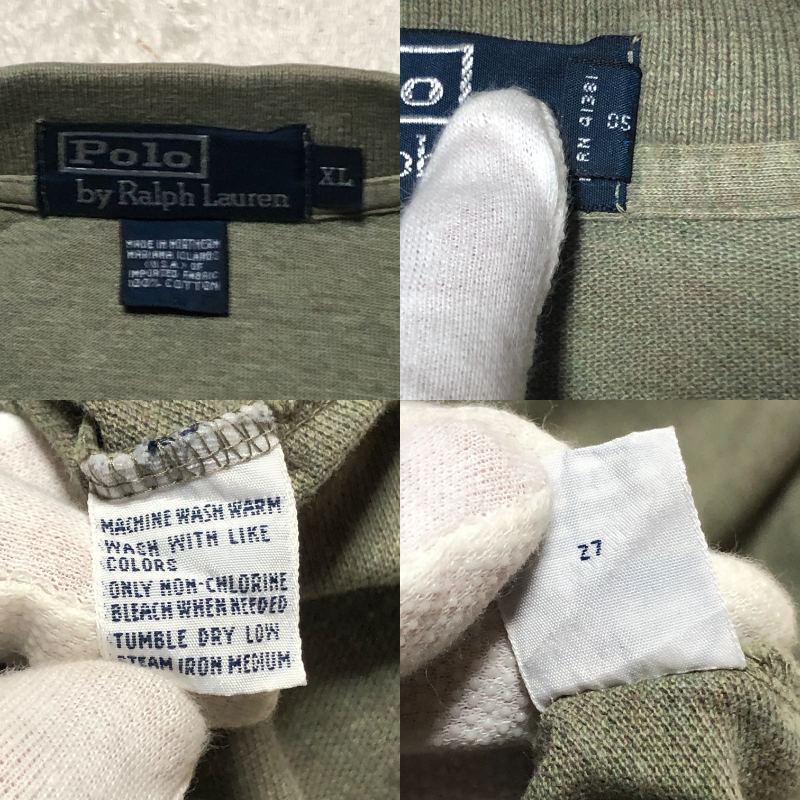 Polo
by Ralph Lauren
XL
MADE IN NORTHERN
MARIANA ISLANDS
(U.S.A.) OF
IMPORTED FABRIC
100% COTTON
RN 41381
MACHINE WASH WARM
WASH WITH LIKE
COLORS
ONLY NON-CHLORINE
BLEACH WHEN NEEDED
TUMBLE DRY LOW
STEAM IRON MEDIUM
27